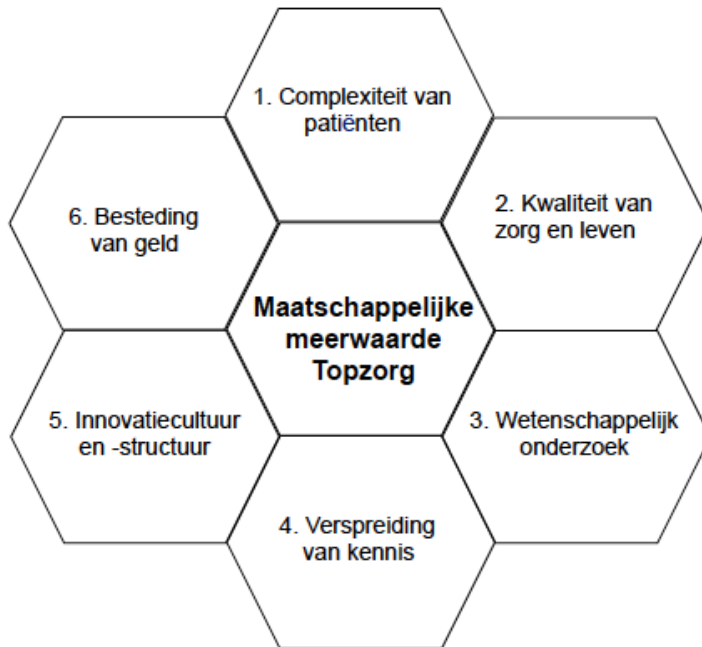 1. Complexiteit van
patiënten
2. Kwaliteit van
zorg en leven
3. Wetenschappelijk
onderzoek
4. Verspreiding
van kennis
5. Innovatiecultuur
en -structuur
6. Besteding
van geld
Maatschappelijke
meerwaarde
Topzorg